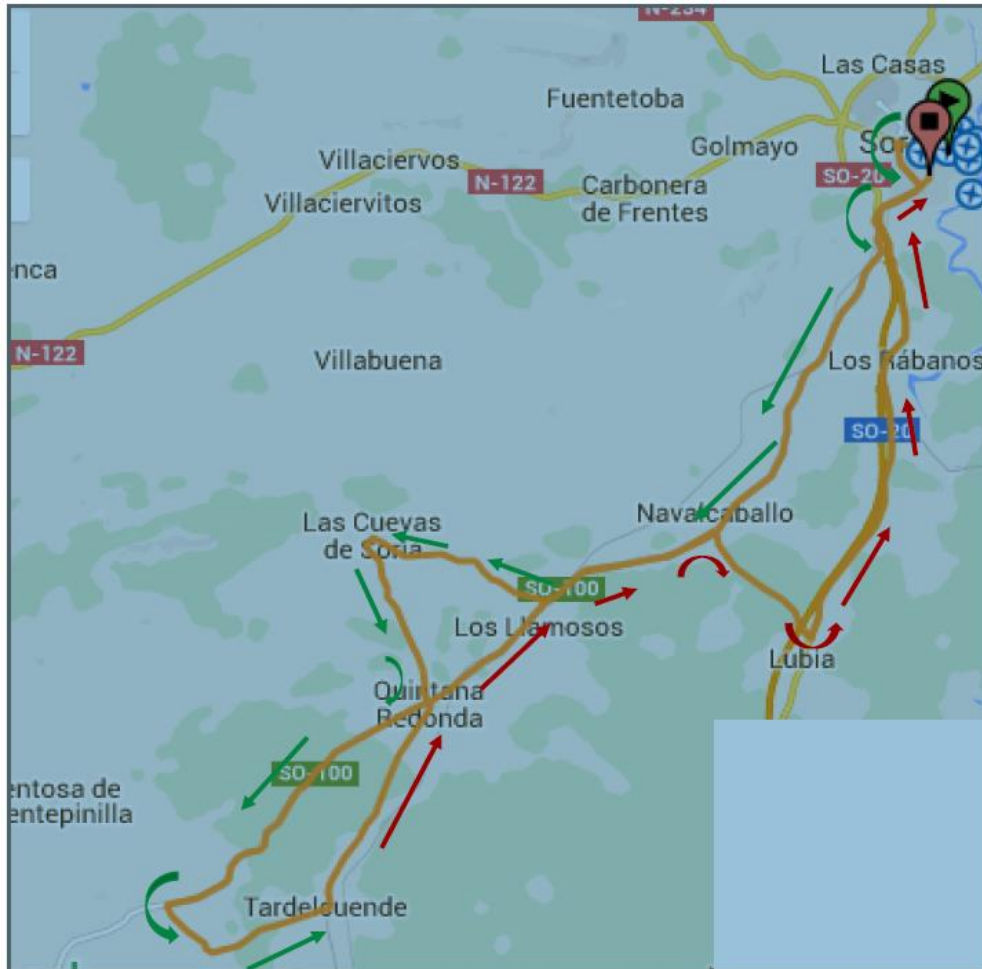 N-234
Las Casas
Fuentetoba
Golmayo
Villaciervos
N-122
SO-20
Carbonera
de Frentes
Villaciervitos
enca
N-122
Villabuena
Los Rábanos
SO-20
Las Cuevas
de Soria
Navalcaballo
SO-100
Los Llamosos
Lubia
Quintana
Redonda
SO-100
entosa de
entepinilla
Tardelcuende